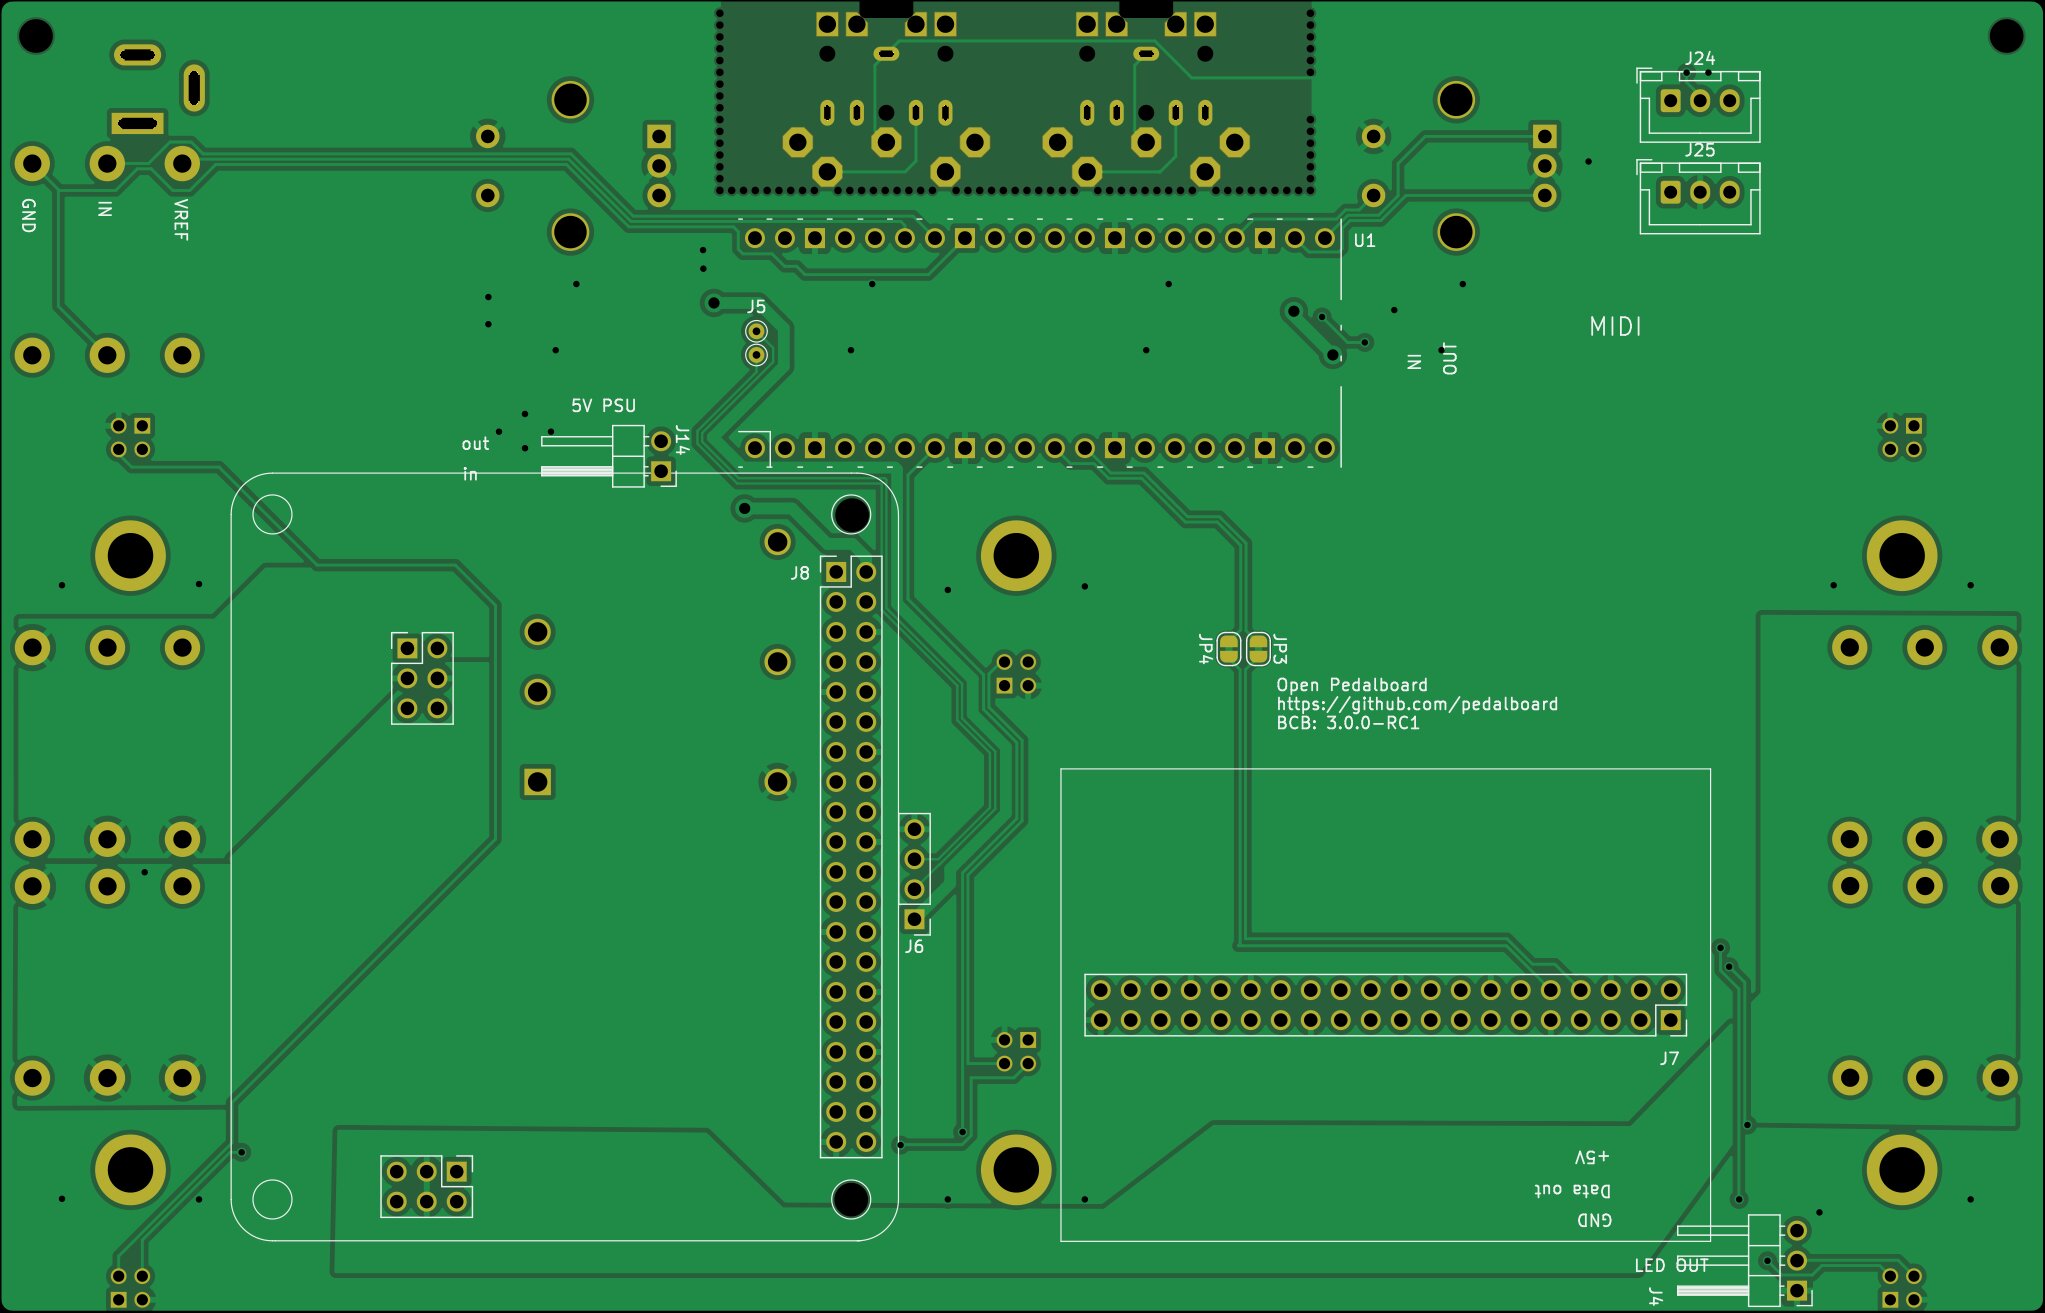 J24
J25
GND
IN
VREF
U1
J5
MIDI
IN
OUT
5V PSU
out
in
J14
J8
JP4
JP3
Open Pedalboard
https://github.com/pedalboard
BCB: 3.0.0-RC1
J6
J7
+5V
Data out
GND
LED OUT
J4